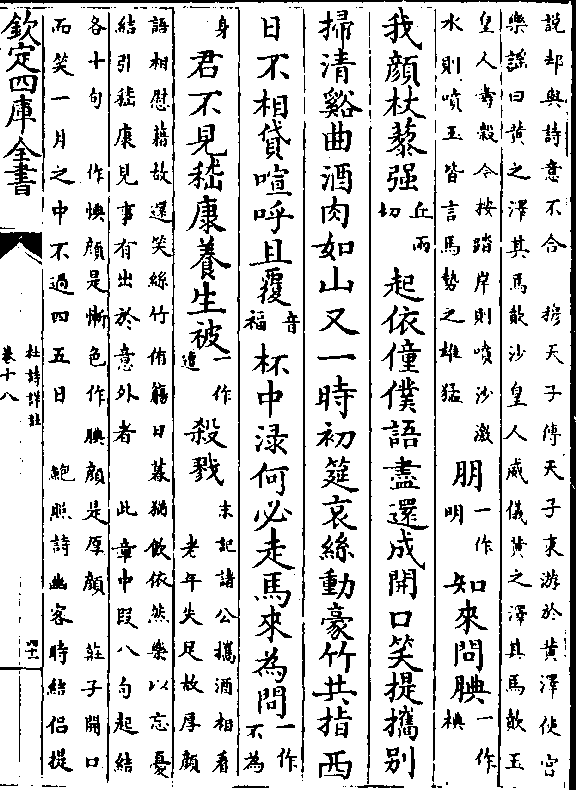 説却與詩意不合　穆天子傳天子東游於黄澤使宫
樂謡曰黄之澤其馬歕沙皇人威儀黄之澤其馬歕玉
皇人壽穀今按踏岸則噴沙激
水則噴玉皆言馬勢之雄猛
朋一作明知來問腆一作椣
我顔杖藜强丘兩切起依僮僕語盡還成開口笑提攜别
掃清谿曲酒肉如山又一時初筵哀絲動豪竹共指西
日不相貸喧呼且覆音福杯中渌何必走馬來為問一作不為
身君不見嵇康養生被一作遭殺戮
末記諸公攜酒相看
老年失足故厚顔
語相慰藉故還笑絲竹侑觴日暮猶飲依然樂以忘憂
結引嵇康見事有出於意外者　此章中段八句起結
各十句　作懊顔是慚色作腆顔是厚顔　莊子開口
而笑一月之中不過四五日　鮑照詩幽客時結侣提
欽定四庫全書
杜詩詳註
卷十八
四十一